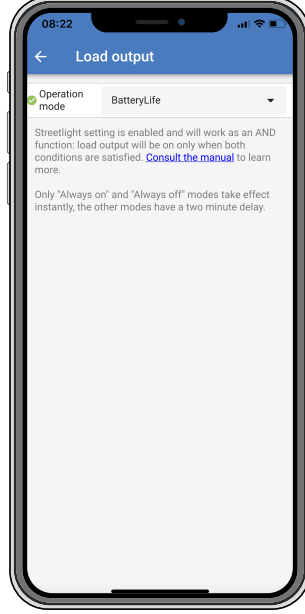 08:22
Load output
Operation
mode
BatteryLife
Streetlight setting is enabled and will work as an AND
function: load output will be on only when both
conditions are satisfied. Consult the manual to learn
more.
Only "Always on" and "Always off" modes take effect
instantly, the other modes have a two minute delay.